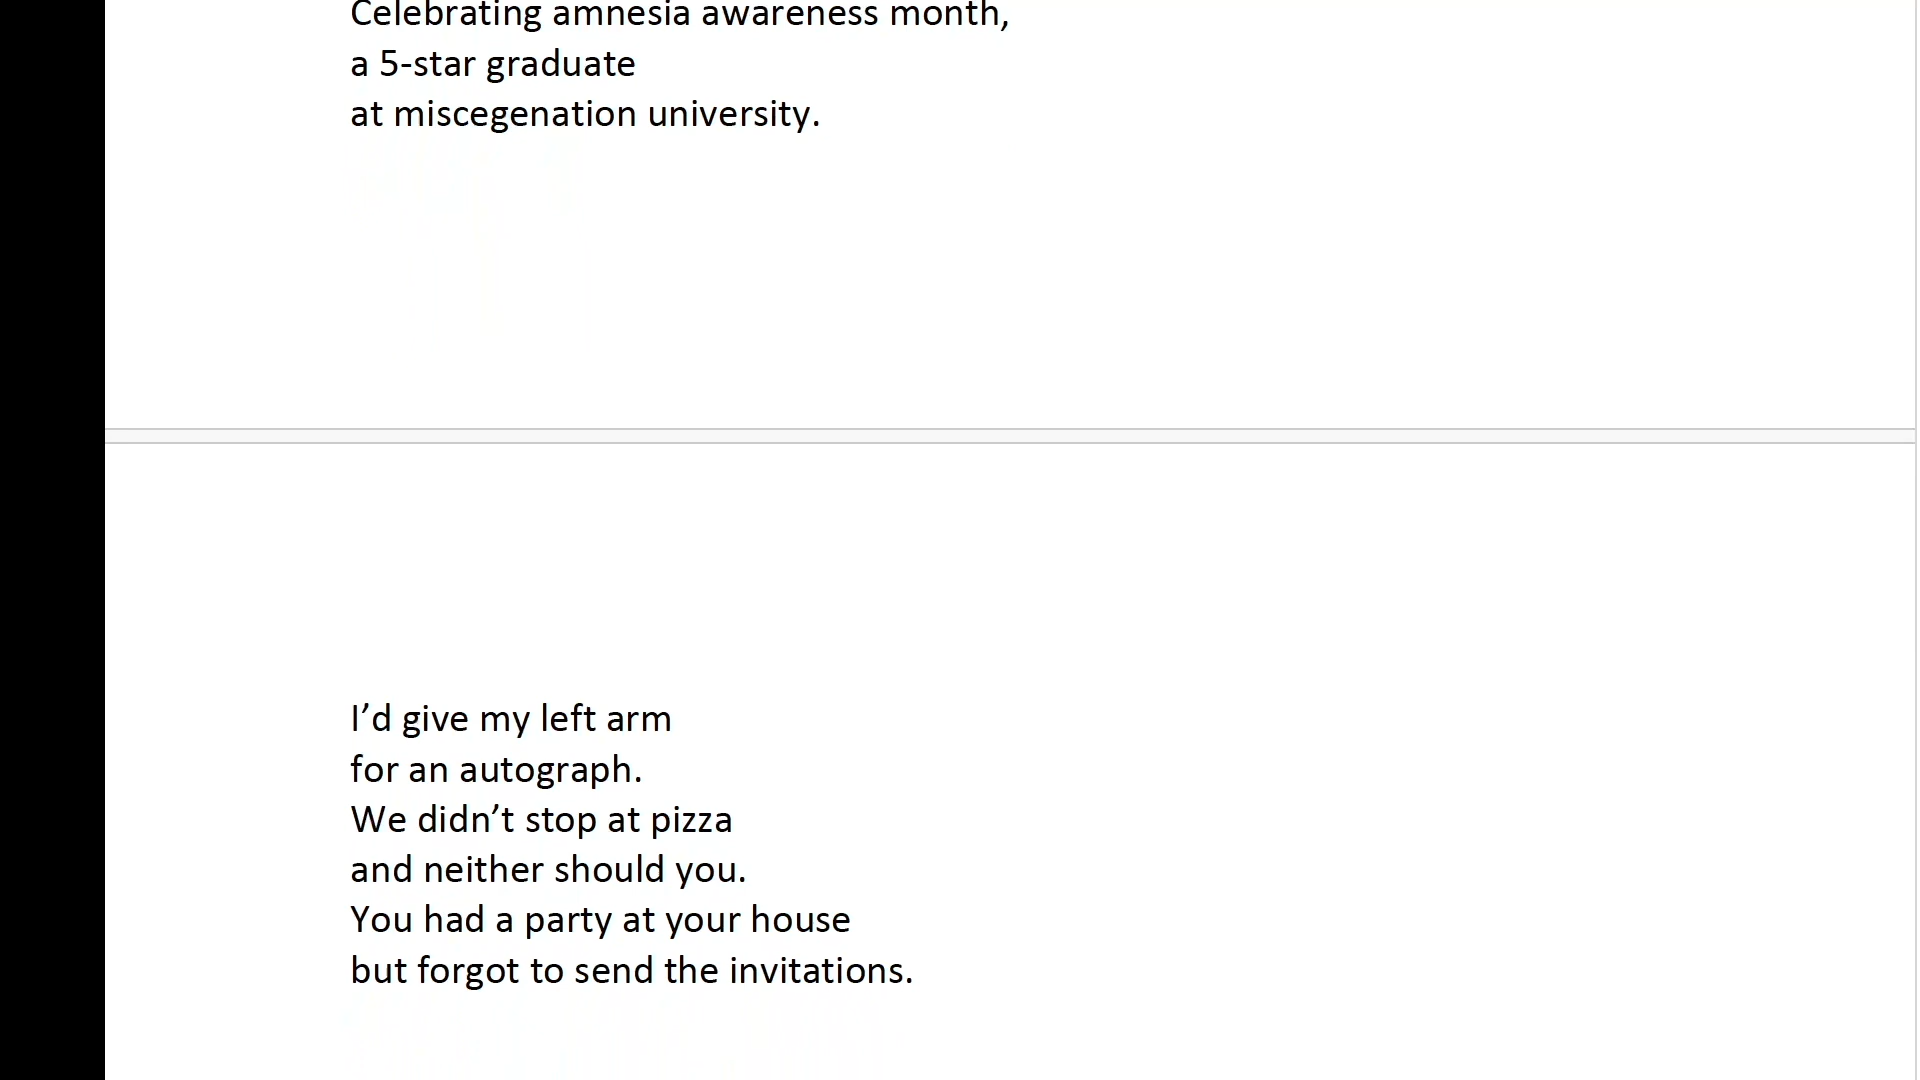 Celebrating amnesia awareness month,
a 5-star graduate
at miscegenation university.
I’d give my left arm
for an autograph.
We didn’t stop at pizza
and neither should you.
You had a party at your house
but forgot to send the invitations.